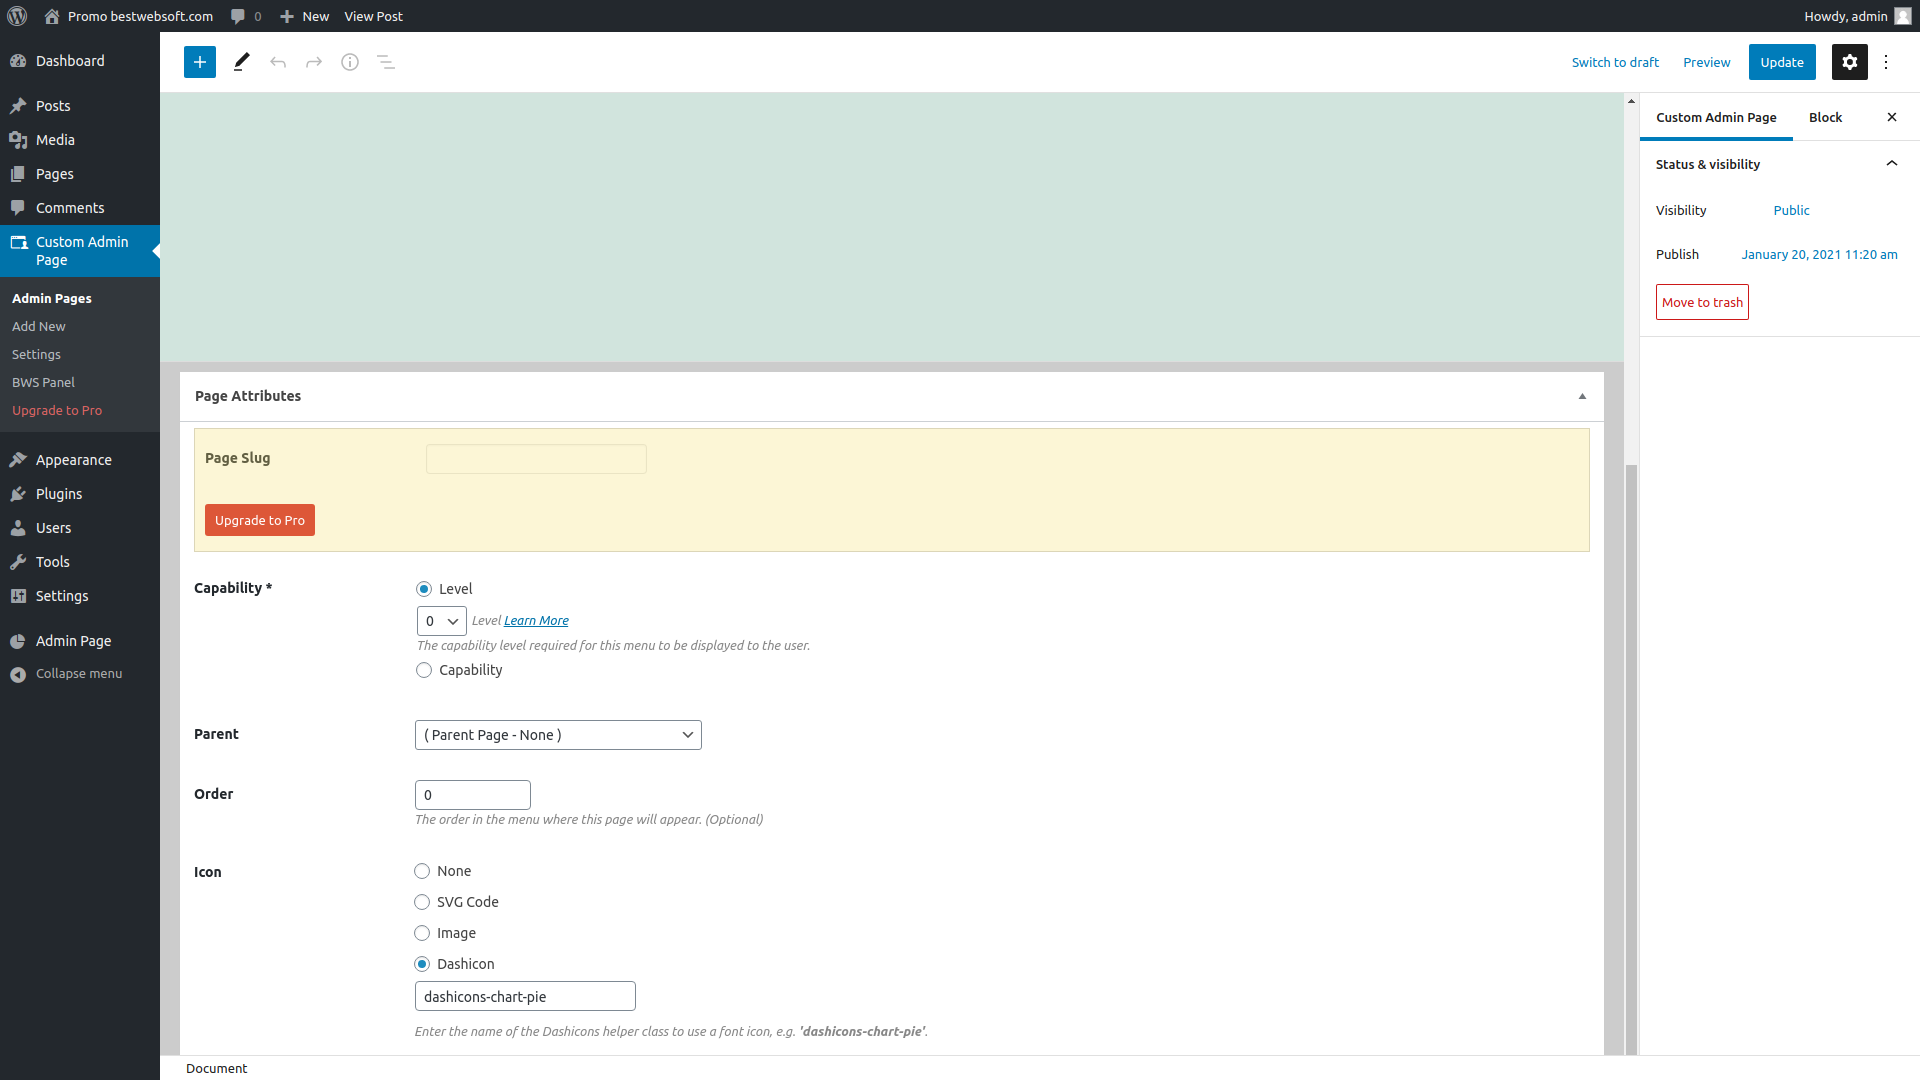 Promo bestwebsoft.com
0
New
View Post
Howdy, admin
Dashboard
Posts
Media
Pages
Comments
Custom Admin
Page
Admin Pages
Add New
Settings
BWS Panel
Upgrade to Pro
Appearance
Plugins
Users
Tools
Settings
Admin Page
Collapse menu
Switch to draft
Preview
Update
Page Attributes
Page Slug
Upgrade to Pro
Capability *
Level
0
Level Learn More
The capability level required for this menu to be displayed to the user.
Capability
Parent
( Parent Page - None )
Order
0
The order in the menu where this page will appear. (Optional)
Icon
None
SVG Code
Image
Dashicon
dashicons-chart-pie
Enter the name of the Dashicons helper class to use a font icon, e.g. 'dashicons-chart-pie'.
Document
Custom Admin Page
Block
Status & visibility
Visibility
Public
Publish
January 20, 2021 11:20 am
Move to trash